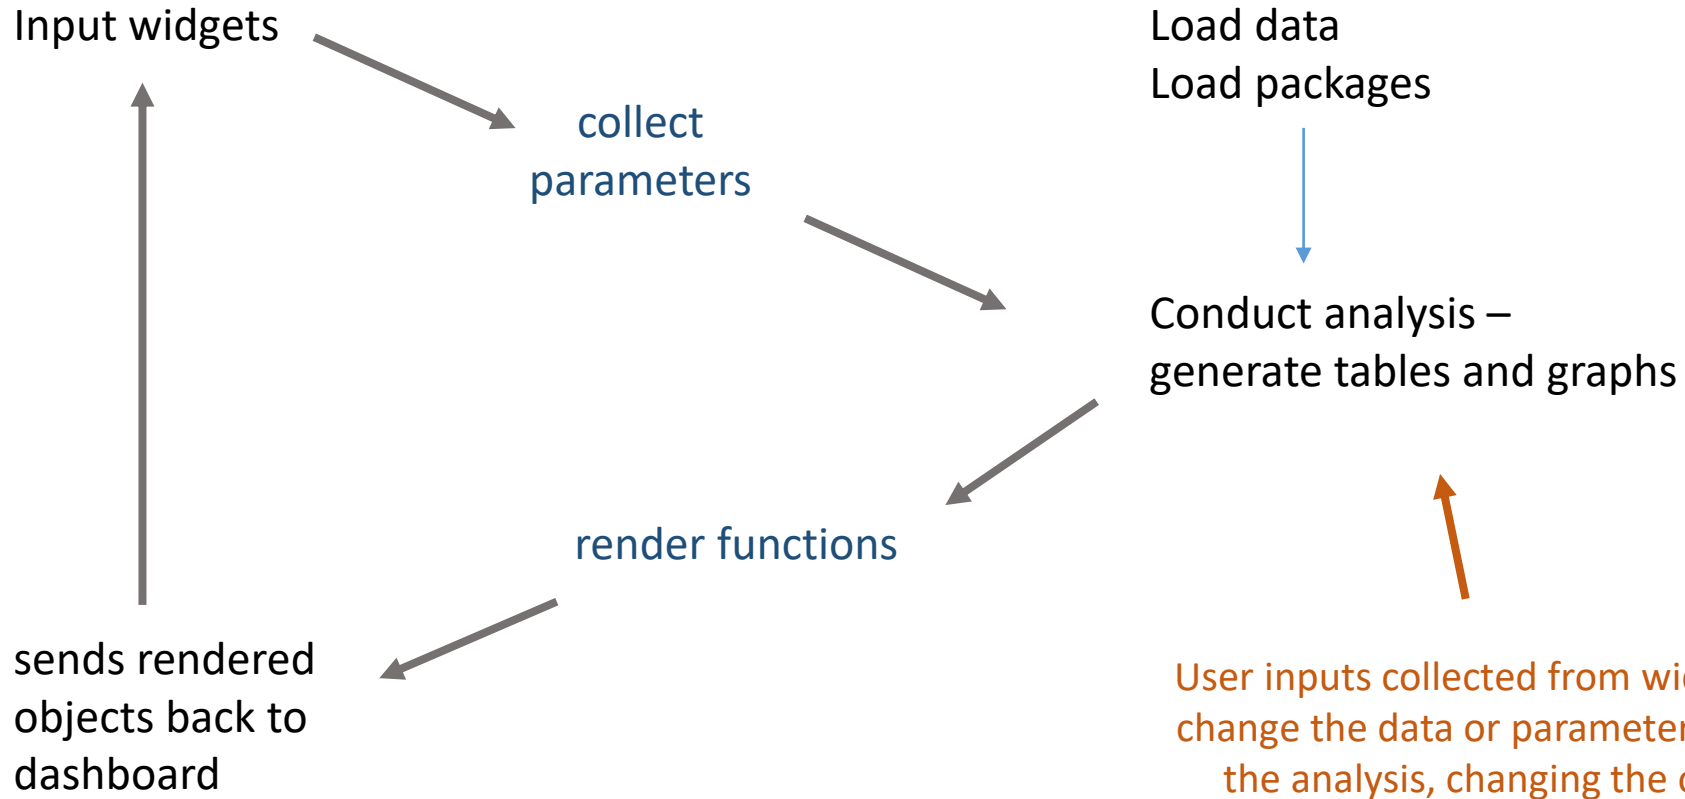 Input widgets
Load data
Load packages
collect
parameters
Conduct analysis –
generate tables and graphs
render functions
sends rendered
objects back to
dashboard
User inputs collected from
change the data or
the analysis, changing the